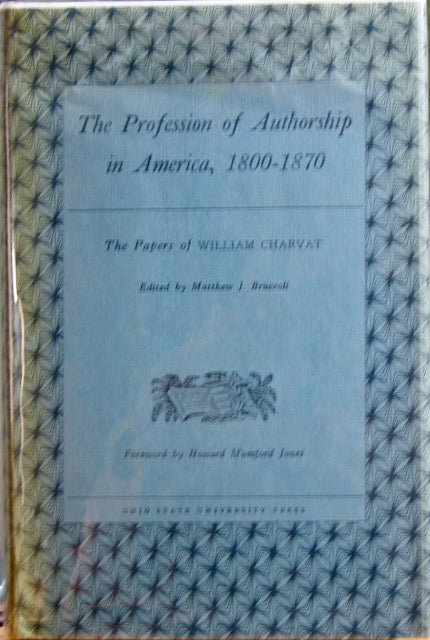 The Profession of Authorship
in America, 1800-1870
The Papers of WILLIAM CHARVAT
Edited by Matthew J. Bruccoli
Foreword by Howard Mumford Jones
OHIO STATE UNIVERSITY PRESS